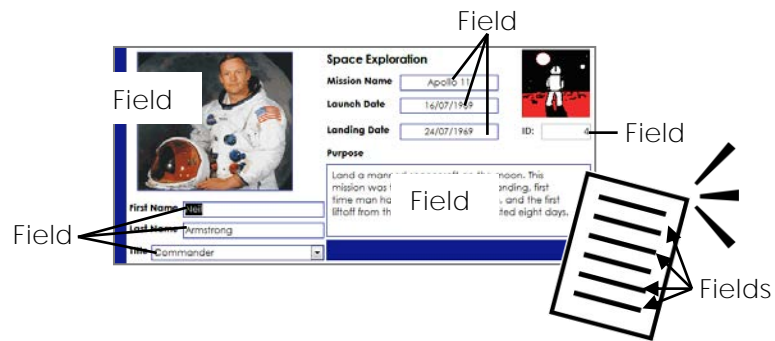 Field
Space Exploration
Mission Name Apollo 11
Launch Date 16/07/1969
Field
Landing Date 24/07/1969 ID: 4 Field
Purpose
Land a manned spacecraft on the moon. This
mission was nding, first
time man ha Field , and the first
liftoff from th ted eight days.
First Name Neil
Field
Last Name Armstrong
Title Commander
Fields